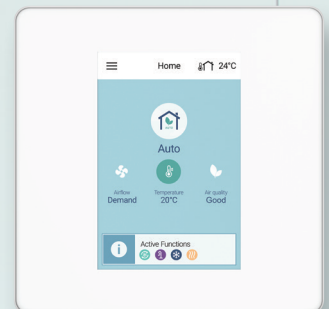 Home
24°C
Auto
Airflow
Demand
Temperature
20°C
Air quality
Good
Active Functions